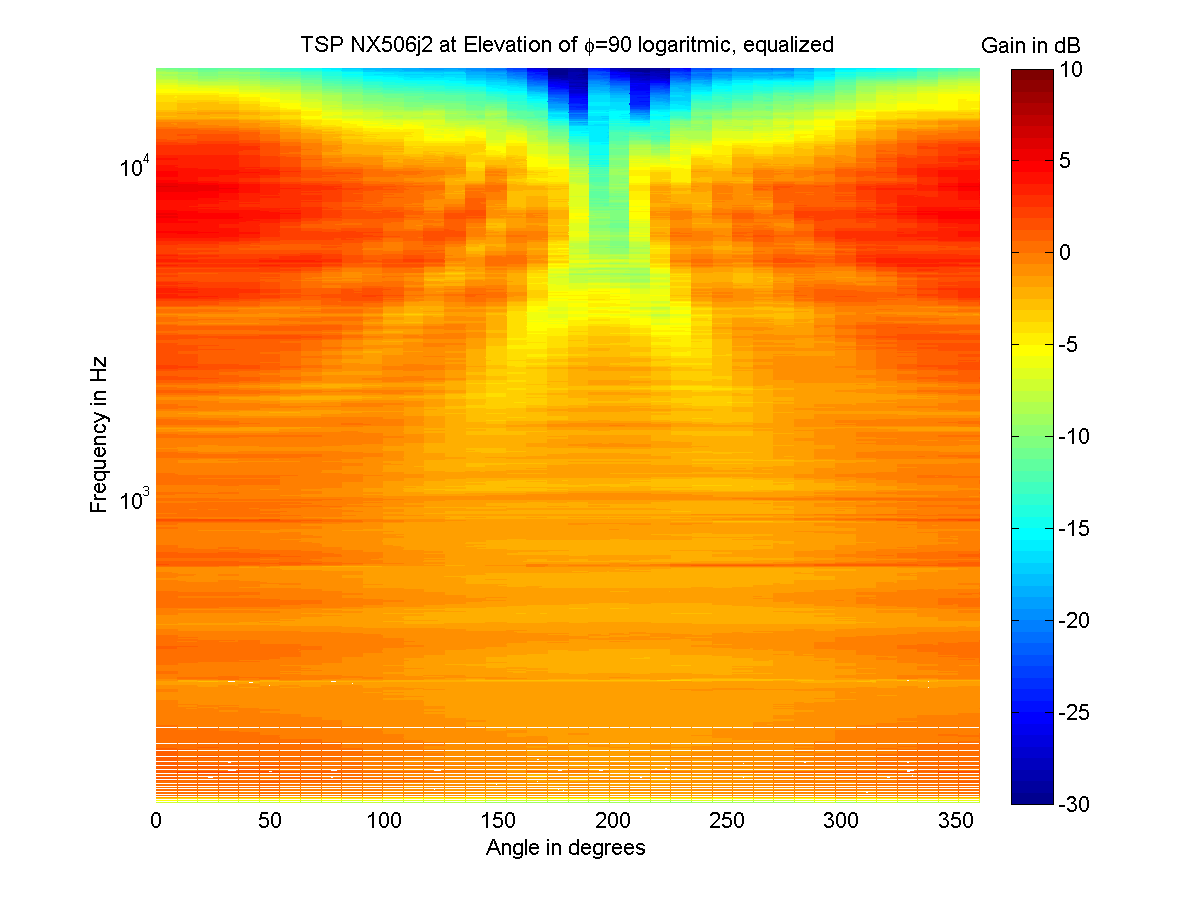 TSP NX506j2 at Elevation of ϕ=90 logaritmic, equalized
Gain in dB
10
5
0
-5
-10
-15
-20
-25
-30
Frequency in Hz
10^4
10^3
0 50 100 150 200 250 300 350
Angle in degrees